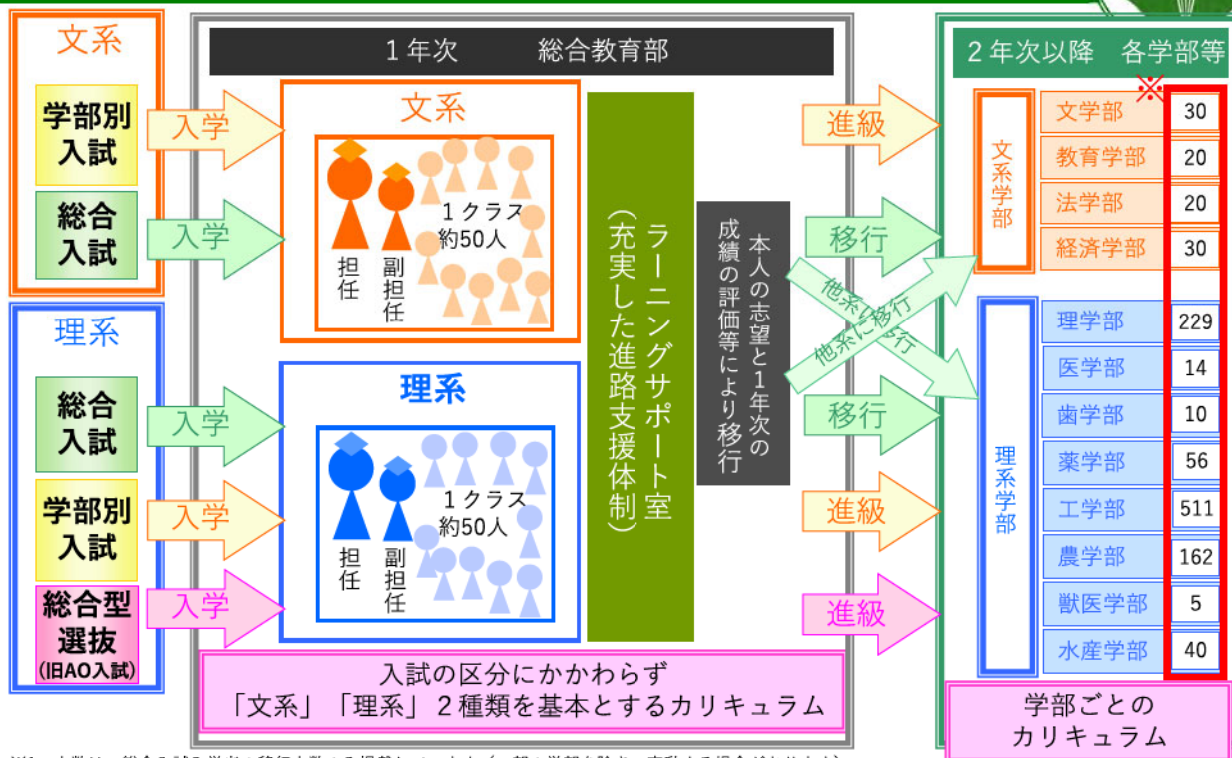 文系
学部別
入試
総合
入試
理系
総合
入試
学部別
入試
総合型
選抜
(旧AO入試)
入学
入学
入学
入学
入学
1年次 総合教育部
文系
1クラス
約50人
担任
副担任
理系
1クラス
約50人
担任
副担任
ラーニングサポート室
(充実した進路支援体制)
本人の志望と1年次の
成績の評価等により移行
入試の区分にかかわらず
「文系」「理系」2種類を基本とするカリキュラム
進級
移行
他系に移行
他系に移行
移行
進級
進級
2年次以降 各学部等
※
文系学部
文学部 30
教育学部 20
法学部 20
経済学部 30
理系学部
理学部 229
医学部 14
歯学部 10
薬学部 56
工学部 511
農学部 162
獣医学部 5
水産学部 40
学部ごとの
カリキュラム